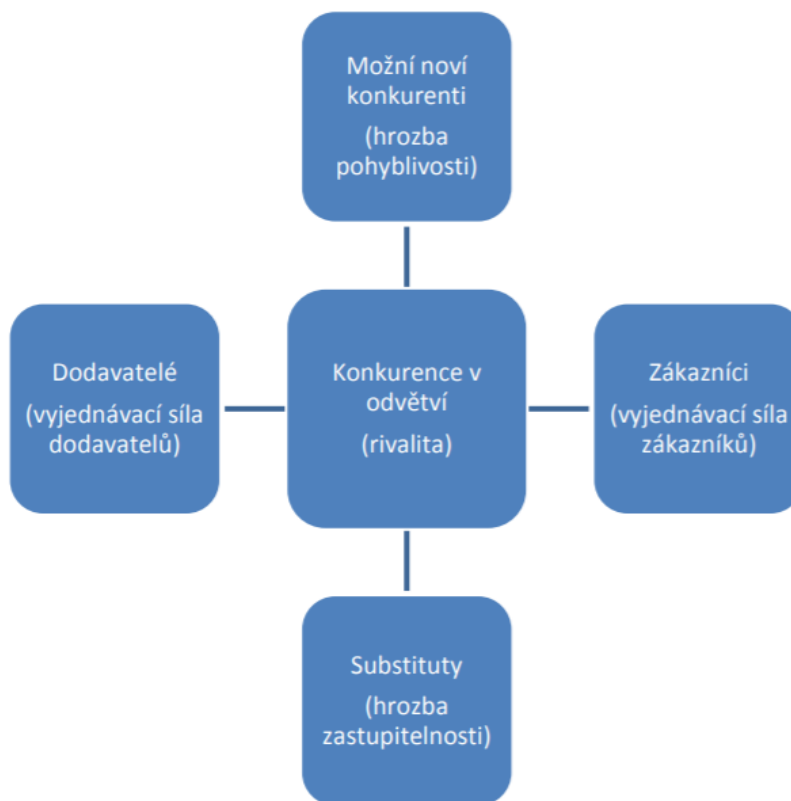 Možní noví
konkurenti
(hrozba
pohyblivosti)
Dodavatelé
(vyjednávací síla
dodavatelů)
Konkurence v
odvětví
(rivalita)
Zákazníci
(vyjednávací síla
zákazníků)
Substituty
(hrozba
zastupitelnosti)